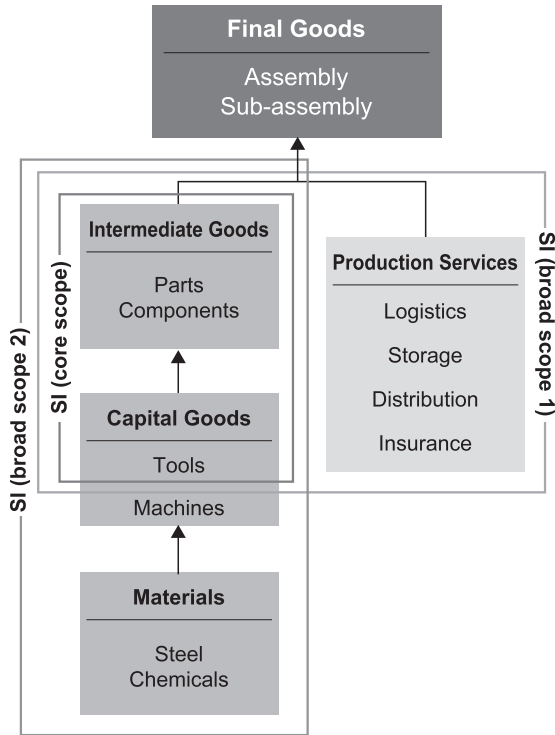 Final Goods
Assembly
Sub-assembly
Intermediate Goods
Parts
Components
Production Services
Logistics
Storage
Distribution
Insurance
Capital Goods
Tools
Machines
Materials
Steel
Chemicals
SI (broad scope 2)
SI (core scope)
SI (broad scope 1)